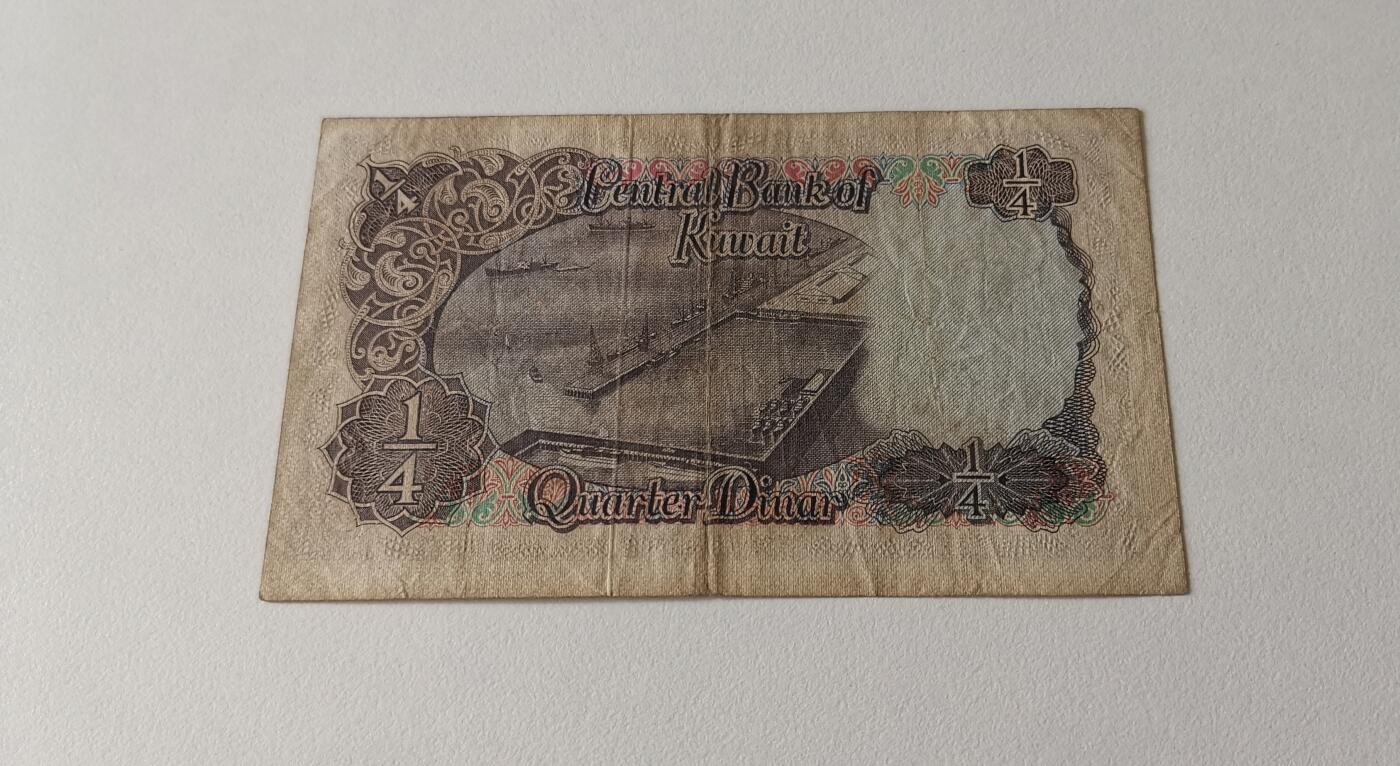 1/4
Central Bank of
1/4
Kuwait
1/4
Quarter Dinar
1/4